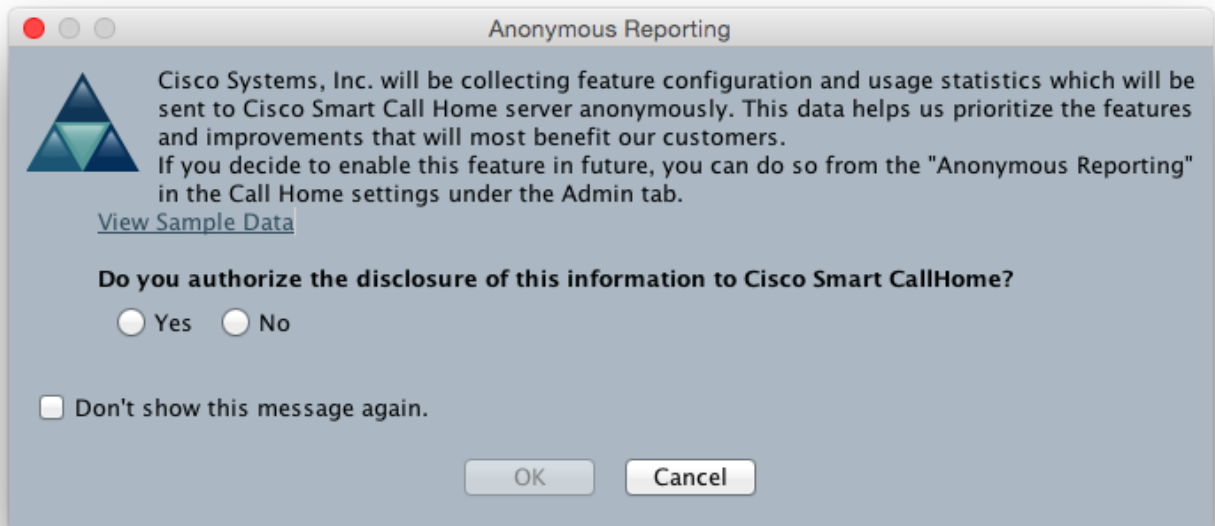 Anonymous Reporting
Cisco Systems, Inc. will be collecting feature configuration and usage statistics which will be
sent to Cisco Smart Call Home server anonymously. This data helps us prioritize the features
and improvements that will most benefit our customers.
If you decide to enable this feature in future, you can do so from the "Anonymous Reporting"
in the Call Home settings under the Admin tab.
View Sample Data
Do you authorize the disclosure of this information to Cisco Smart CallHome?
Yes No
Don't show this message again.
OK Cancel